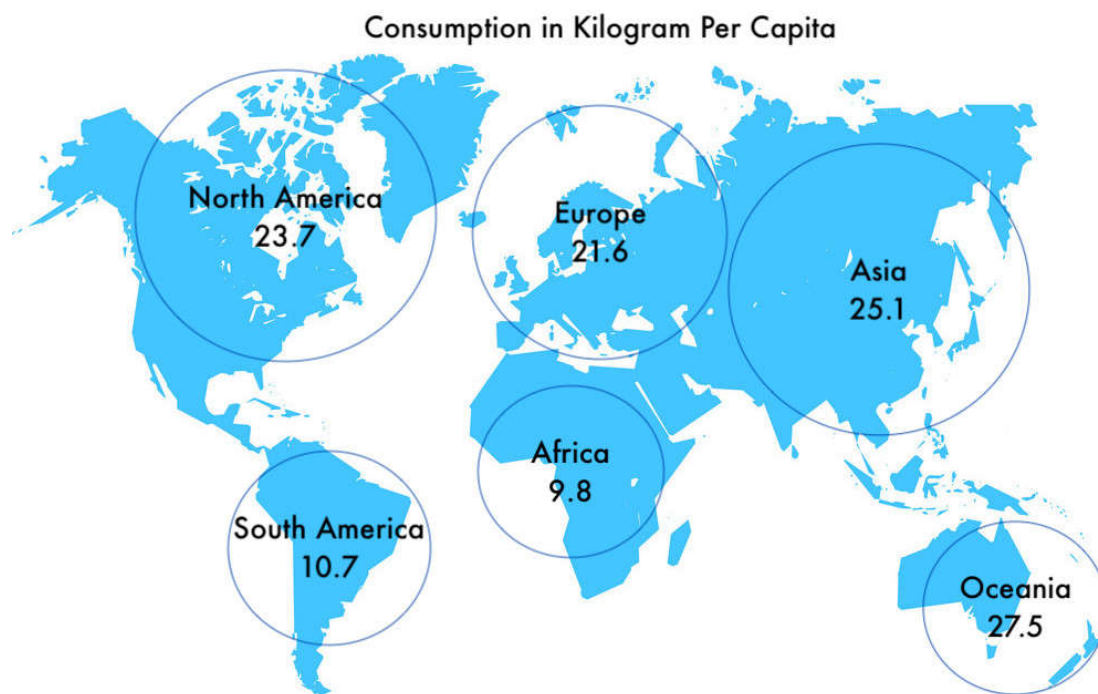 Consumption in Kilogram Per Capita
North America
23.7
Europe
21.6
Asia
25.1
Africa
9.8
South America
10.7
Oceania
27.5